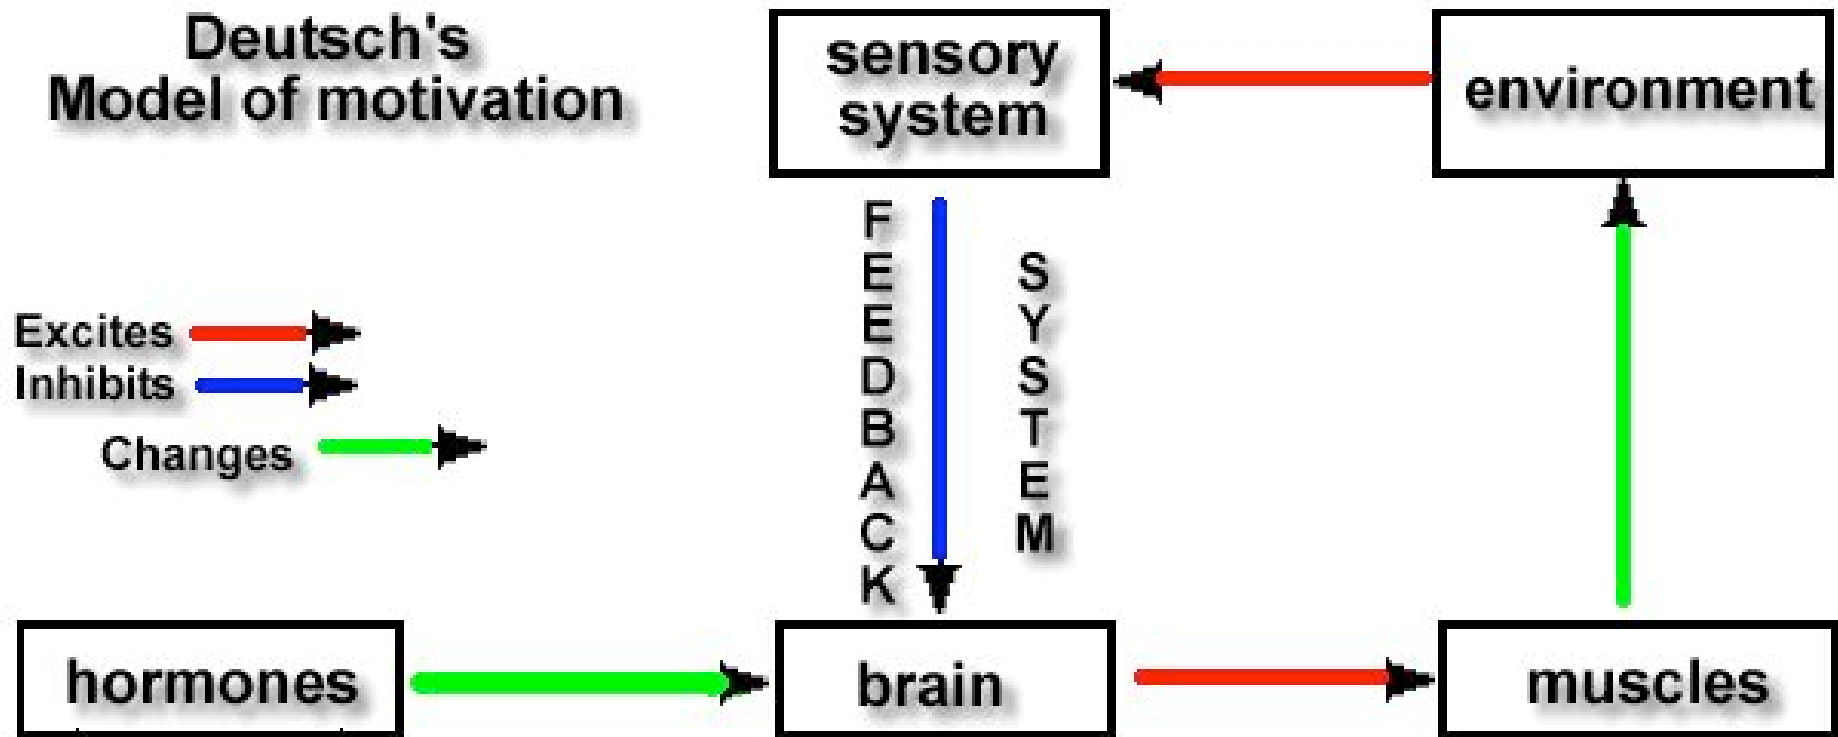 Deutsch's
Model of motivation
sensory
system
environment
FEEDBACK
SYSTEM
Excites
Inhibits
Changes
hormones
brain
muscles